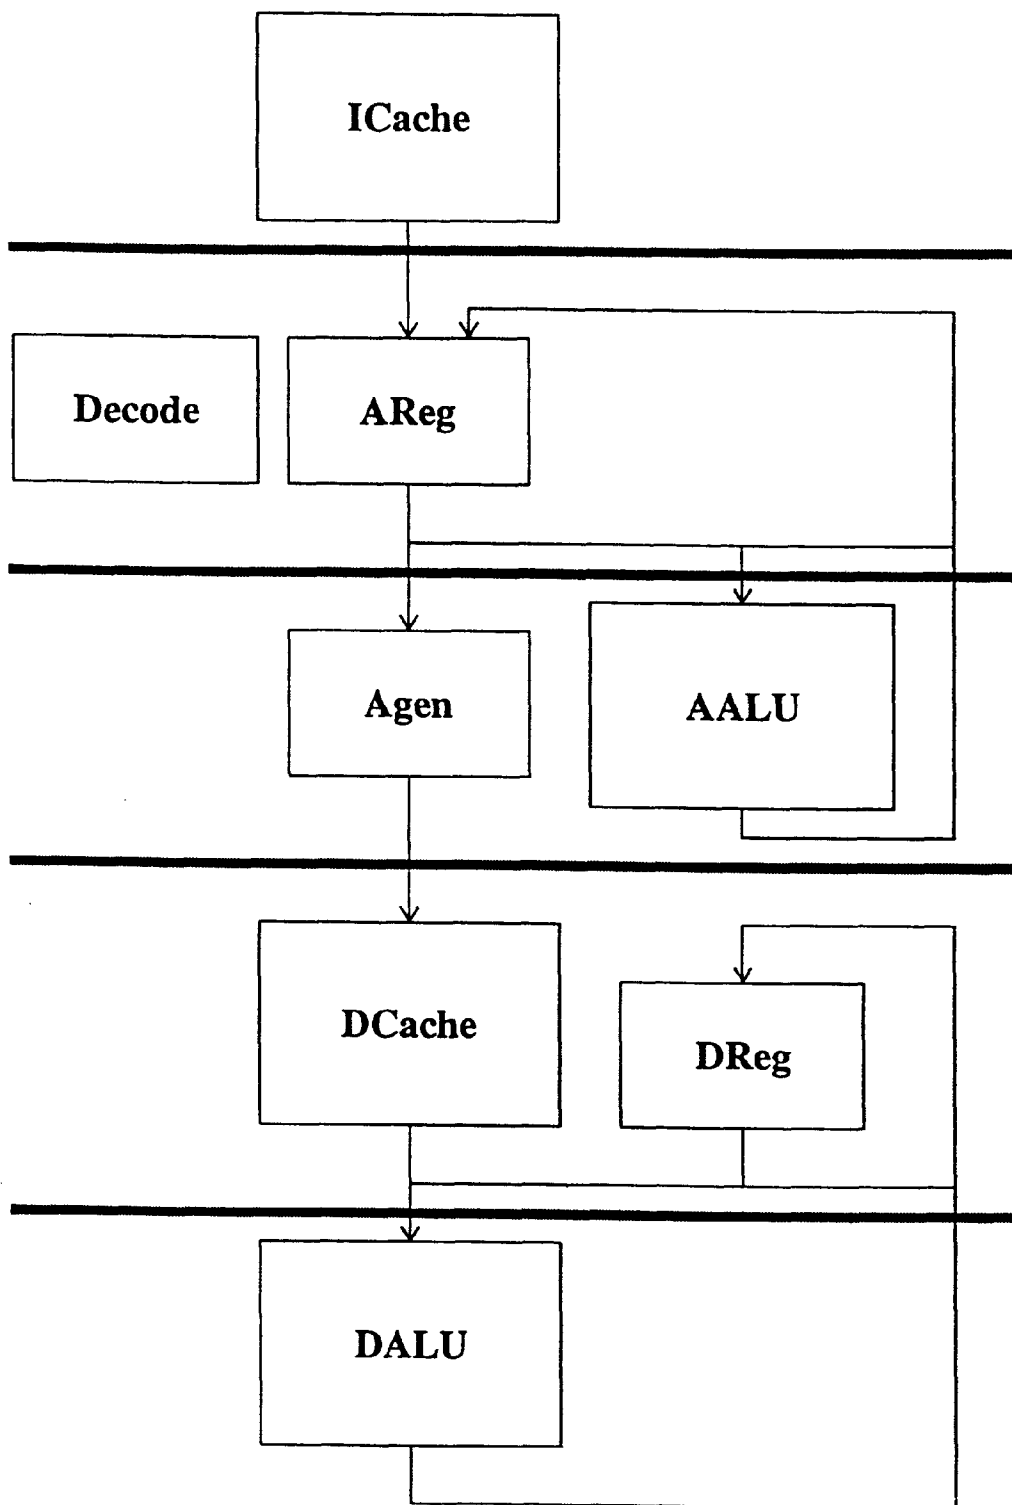 ICache
Decode
AReg
Agen
AALU
DCache
DReg
DALU